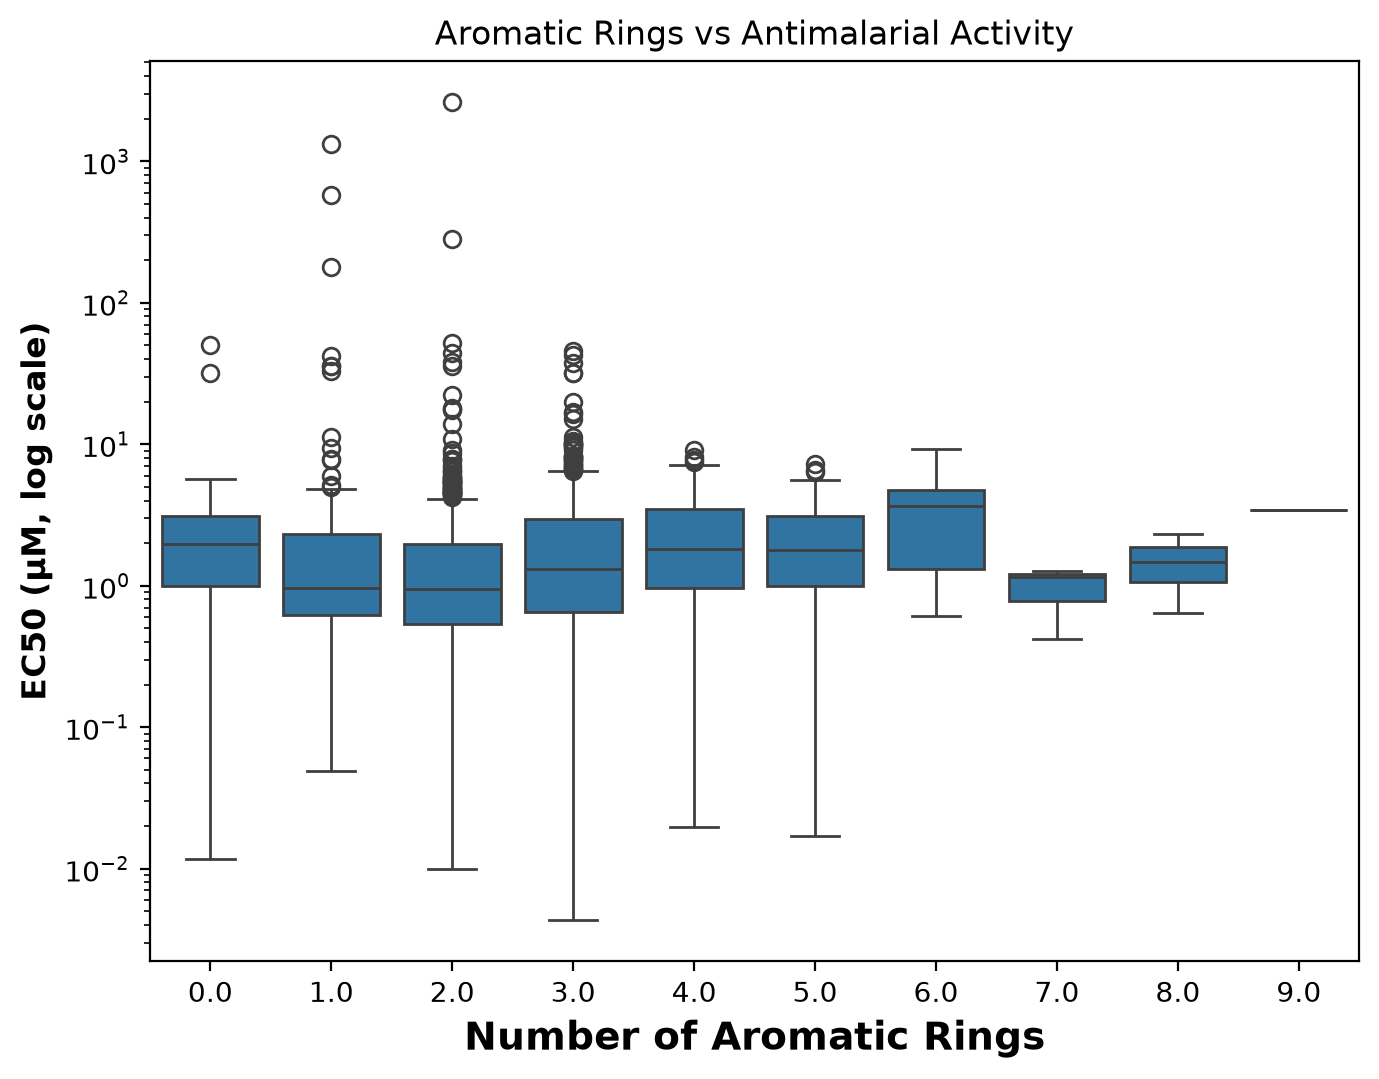 Aromatic Rings vs Antimalarial Activity
EC50 (μM, log scale)
10³
10²
10¹
10⁰
10⁻¹
10⁻²
0.0 1.0 2.0 3.0 4.0 5.0 6.0 7.0 8.0 9.0
Number of Aromatic Rings